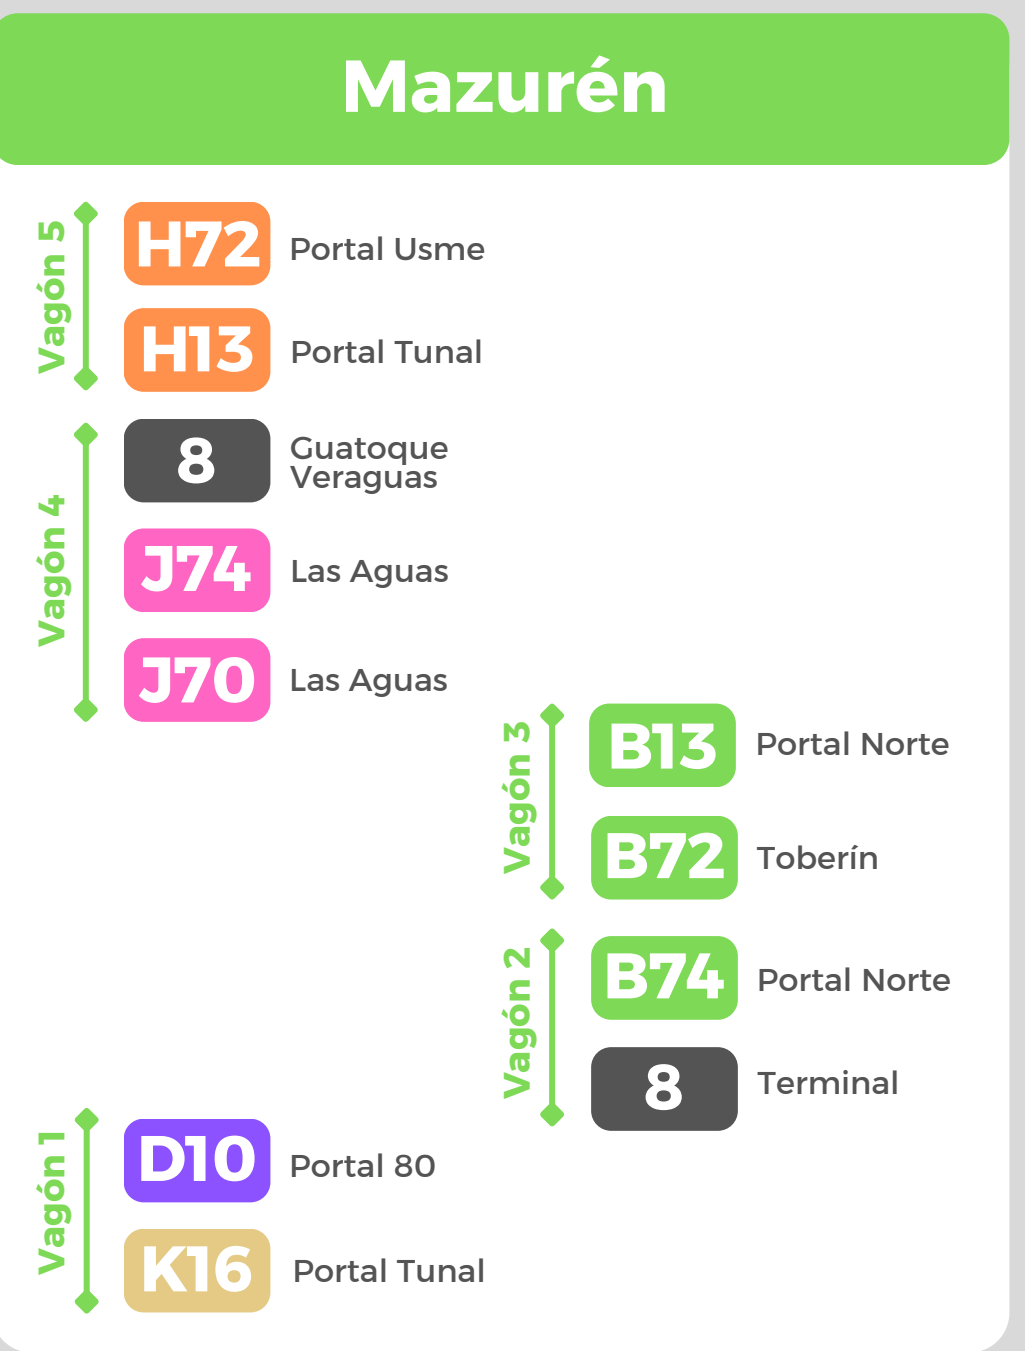 Mazurén
Vagón 5
H72
Portal Usme
H13
Portal Tunal
Vagón 4
8
Guatoque
Veraguas
J74
Las Aguas
J70
Las Aguas
Vagón 3
B13
Portal Norte
B72
Toberín
Vagón 2
B74
Portal Norte
8
Terminal
Vagón 1
D10
Portal 80
K16
Portal Tunal